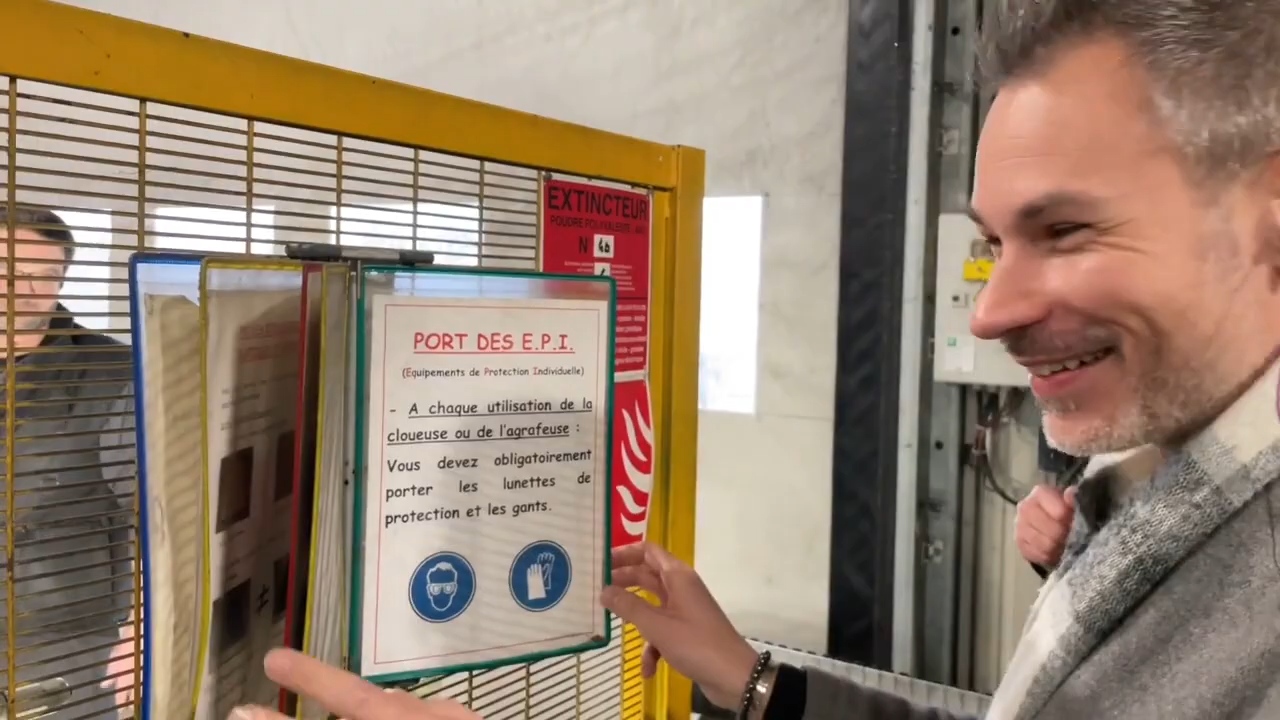 EXTINCTEUR
POUDRE POLYVALENTE
N 46
PORT DES E.P.I.
(Equipements de Protection Individuelle)
- A chaque utilisation de la
cloueuse ou de l'agrafeuse :
Vous devez obligatoirement
porter les lunettes de
protection et les gants.